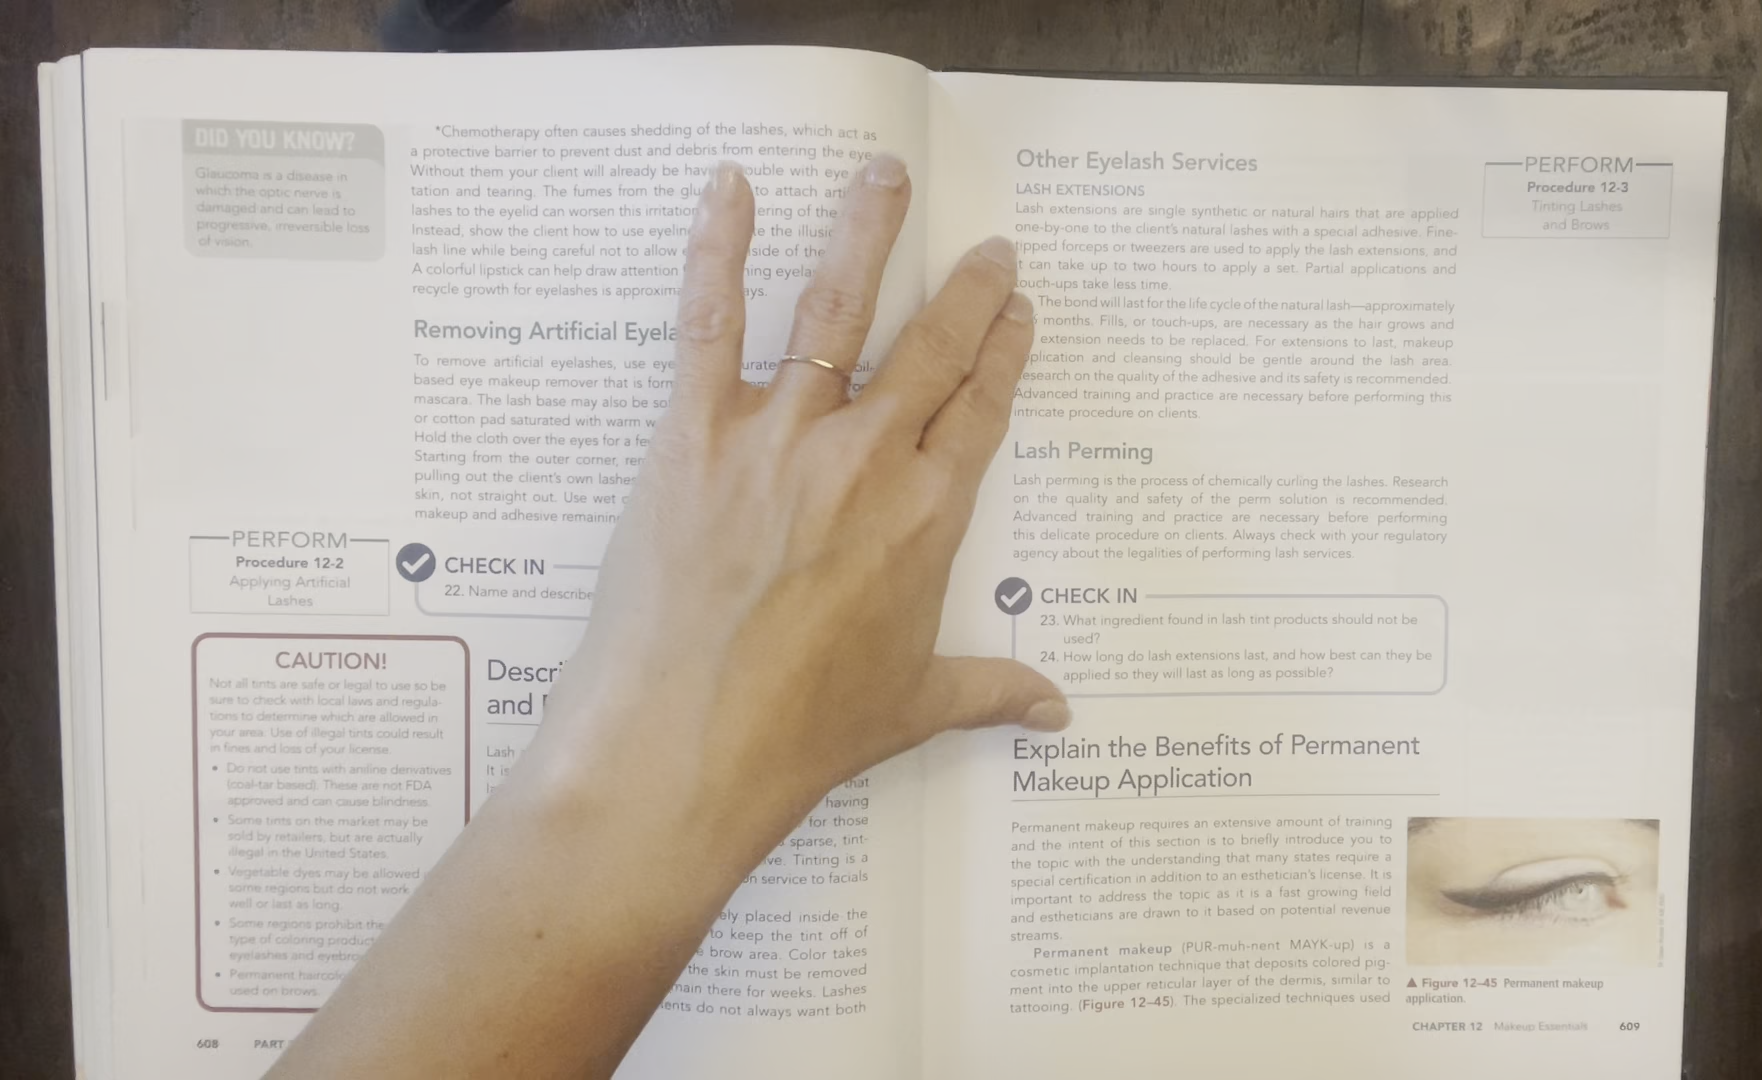 DID YOU KNOW?
Glaucoma is a disease in
which the optic nerve is
damaged and can lead to
progressive, irreversible loss
of vision.
*Chemotherapy often causes shedding of the lashes, which act as
a protective barrier to prevent dust and debris from entering the eye.
Without them your client will already be hav ouble with eye
tation and tearing. The fumes from the glu to attach arti
lashes to the eyelid can worsen this irritation ering of the
Instead, show the client how to use eyelin te the illusic
lash line while being careful not to allow side of the
A colorful lipstick can help draw attention ning eyela
recycle growth for eyelashes is approxima ays.
Removing Artificial Eyela
To remove artificial eyelashes, use eye urate oil-
based eye makeup remover that is form for
mascara. The lash base may also be so
or cotton pad saturated with warm w
Hold the cloth over the eyes for a fe
Starting from the outer corner, rem
pulling out the client's own lashe
skin, not straight out. Use wet c
makeup and adhesive remainin
PERFORM
Procedure 12-2
Applying Artificial
Lashes
CHECK IN
22. Name and describe
CAUTION!
Not all tints are safe or legal to use so be
sure to check with local laws and regula-
tions to determine which are allowed in
your area. Use of illegal tints could result
in fines and loss of your license.
• Do not use tints with aniline derivatives
(coal-tar based). These are not FDA
approved and can cause blindness.
• Some tints on the market may be
sold by retailers, but are actually
illegal in the United States.
• Vegetable dyes may be allowed
some regions but do not work
well or last as long.
• Some regions prohibit the
type of coloring product
eyelashes and eyebro
• Permanent haircolo
used on brows.
Descri
and
Lash
It is
that
having
for those
sparse, tint-
ve. Tinting is a
on service to facials
ely placed inside the
to keep the tint off of
brow area. Color takes
the skin must be removed
main there for weeks. Lashes
ents do not always want both
608 PART
Other Eyelash Services
LASH EXTENSIONS
Lash extensions are single synthetic or natural hairs that are applied
one-by-one to the client's natural lashes with a special adhesive. Fine-
tipped forceps or tweezers are used to apply the lash extensions, and
it can take up to two hours to apply a set. Partial applications and
touch-ups take less time.
The bond will last for the life cycle of the natural lash—approximately
months. Fills, or touch-ups, are necessary as the hair grows and
extension needs to be replaced. For extensions to last, makeup
pplication and cleansing should be gentle around the lash area.
esearch on the quality of the adhesive and its safety is recommended.
Advanced training and practice are necessary before performing this
intricate procedure on clients.
PERFORM
Procedure 12-3
Tinting Lashes
and Brows
Lash Perming
Lash perming is the process of chemically curling the lashes. Research
on the quality and safety of the perm solution is recommended.
Advanced training and practice are necessary before performing
this delicate procedure on clients. Always check with your regulatory
agency about the legalities of performing lash services.
CHECK IN
23. What ingredient found in lash tint products should not be
used?
24. How long do lash extensions last, and how best can they be
applied so they will last as long as possible?
Explain the Benefits of Permanent
Makeup Application
Permanent makeup requires an extensive amount of training
and the intent of this section is to briefly introduce you to
the topic with the understanding that many states require a
special certification in addition to an esthetician's license. It is
important to address the topic as it is a fast growing field
and estheticians are drawn to it based on potential revenue
streams.
Permanent makeup (PUR-muh-nent MAYK-up) is a
cosmetic implantation technique that deposits colored pig-
ment into the upper reticular layer of the dermis, similar to
tattooing. (Figure 12–45). The specialized techniques used
▲ Figure 12–45 Permanent makeup
application.
CHAPTER 12 Makeup Essentials 609